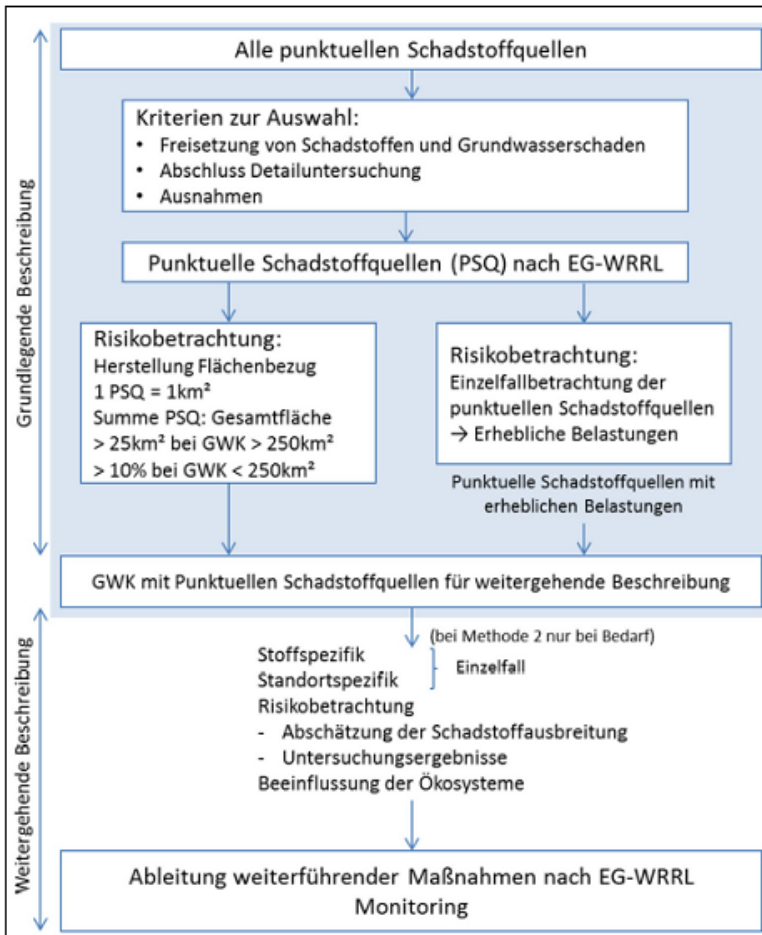 Alle punktuellen Schadstoffquellen
Kriterien zur Auswahl:
• Freisetzung von Schadstoffen und Grundwasserschaden
• Abschluss Detailuntersuchung
• Ausnahmen
Punktuelle Schadstoffquellen (PSQ) nach EG-WRRL
Risikobetrachtung:
Herstellung Flächenbezug
1 PSQ = 1km²
Summe PSQ: Gesamtfläche
> 25km² bei GWK > 250km²
> 10% bei GWK < 250km²
Risikobetrachtung:
Einzelfallbetrachtung der
punktuellen Schadstoffquellen
→ Erhebliche Belastungen
Punktuelle Schadstoffquellen mit
erheblichen Belastungen
Grundlegende Beschreibung
GWK mit Punktuellen Schadstoffquellen für weitergehende Beschreibung
(bei Methode 2 nur bei Bedarf)
Stoffspezifik
Standortspezifik
Einzelfall
Risikobetrachtung
- Abschätzung der Schadstoffausbreitung
- Untersuchungsergebnisse
Beeinflussung der Ökosysteme
Weitergehende Beschreibung
Ableitung weiterführender Maßnahmen nach EG-WRRL
Monitoring